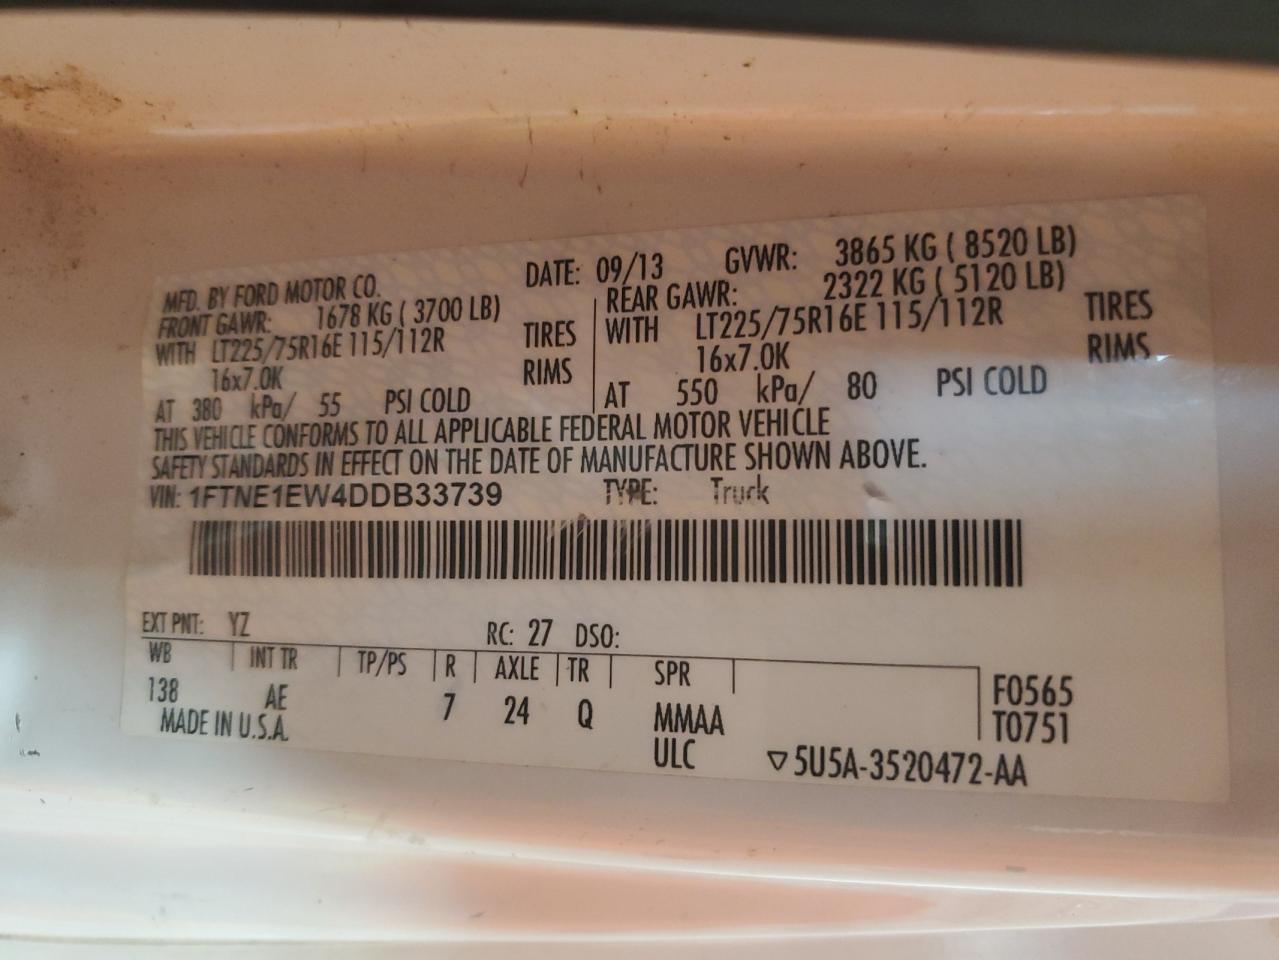 MFD. BY FORD MOTOR CO. DATE: 09/13 GVWR: 3865 KG ( 8520 LB)
FRONT GAWR: 1678 KG ( 3700 LB) REAR GAWR: 2322 KG ( 5120 LB)
WITH LT225/75R16E 115/112R TIRES WITH LT225/75R16E 115/112R TIRES
16x7.0K RIMS 16x7.0K RIMS
AT 380 kPa/ 55 PSI COLD AT 550 kPa/ 80 PSI COLD
THIS VEHICLE CONFORMS TO ALL APPLICABLE FEDERAL MOTOR VEHICLE
SAFETY STANDARDS IN EFFECT ON THE DATE OF MANUFACTURE SHOWN ABOVE.
VIN: 1FTNE1EW4DDB33739 TYPE: Truck
EXT PNT: YZ RC: 27 DSO:
WB INT TR TP/PS R AXLE TR SPR
138 AE 7 24 Q MMAA F0565
MADE IN U.S.A. ULC T0751
▽5U5A-3520472-AA